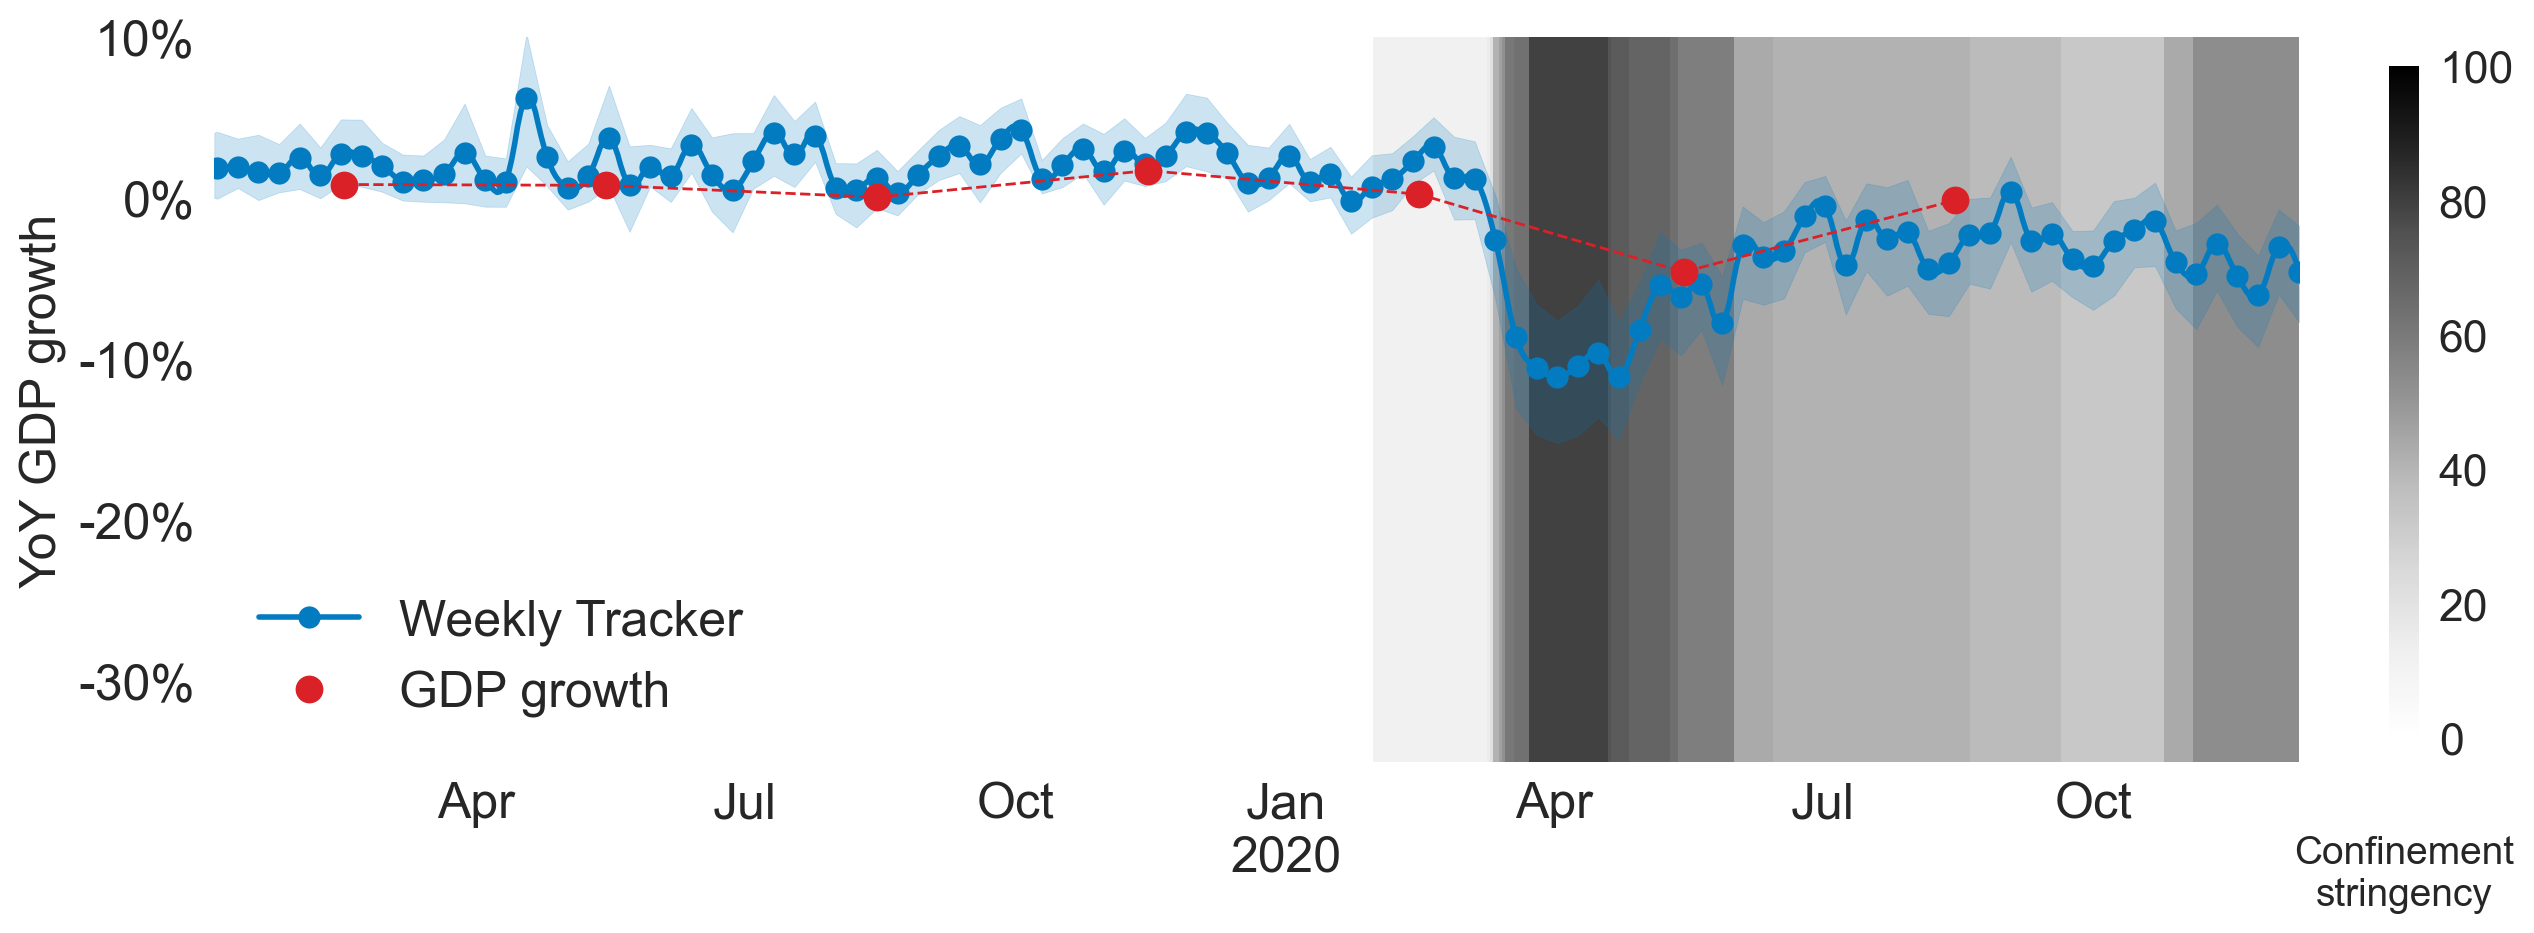 10%
0%
-10%
-20%
-30%
YoY GDP growth
Weekly Tracker
GDP growth
Apr
Jul
Oct
Jan
2020
Apr
Jul
Oct
100
80
60
40
20
0
Confinement
stringency